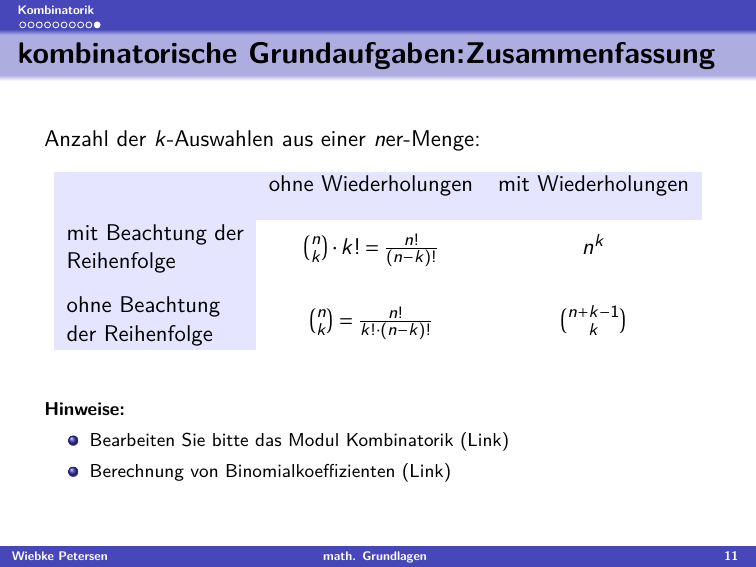 Kombinatorik
kombinatorische Grundaufgaben:Zusammenfassung
Anzahl der k-Auswahlen aus einer ner-Menge:
ohne Wiederholungen mit Wiederholungen
mit Beachtung der
Reihenfolge
$\binom{n}{k} \cdot k! = \frac{n!}{(n-k)!}$ $n^k$
ohne Beachtung
der Reihenfolge
$\binom{n}{k} = \frac{n!}{k! \cdot (n-k)!}$ $\binom{n+k-1}{k}$
Hinweise:
Bearbeiten Sie bitte das Modul Kombinatorik (Link)
Berechnung von Binomialkoeffizienten (Link)
Wiebke Petersen math. Grundlagen 11